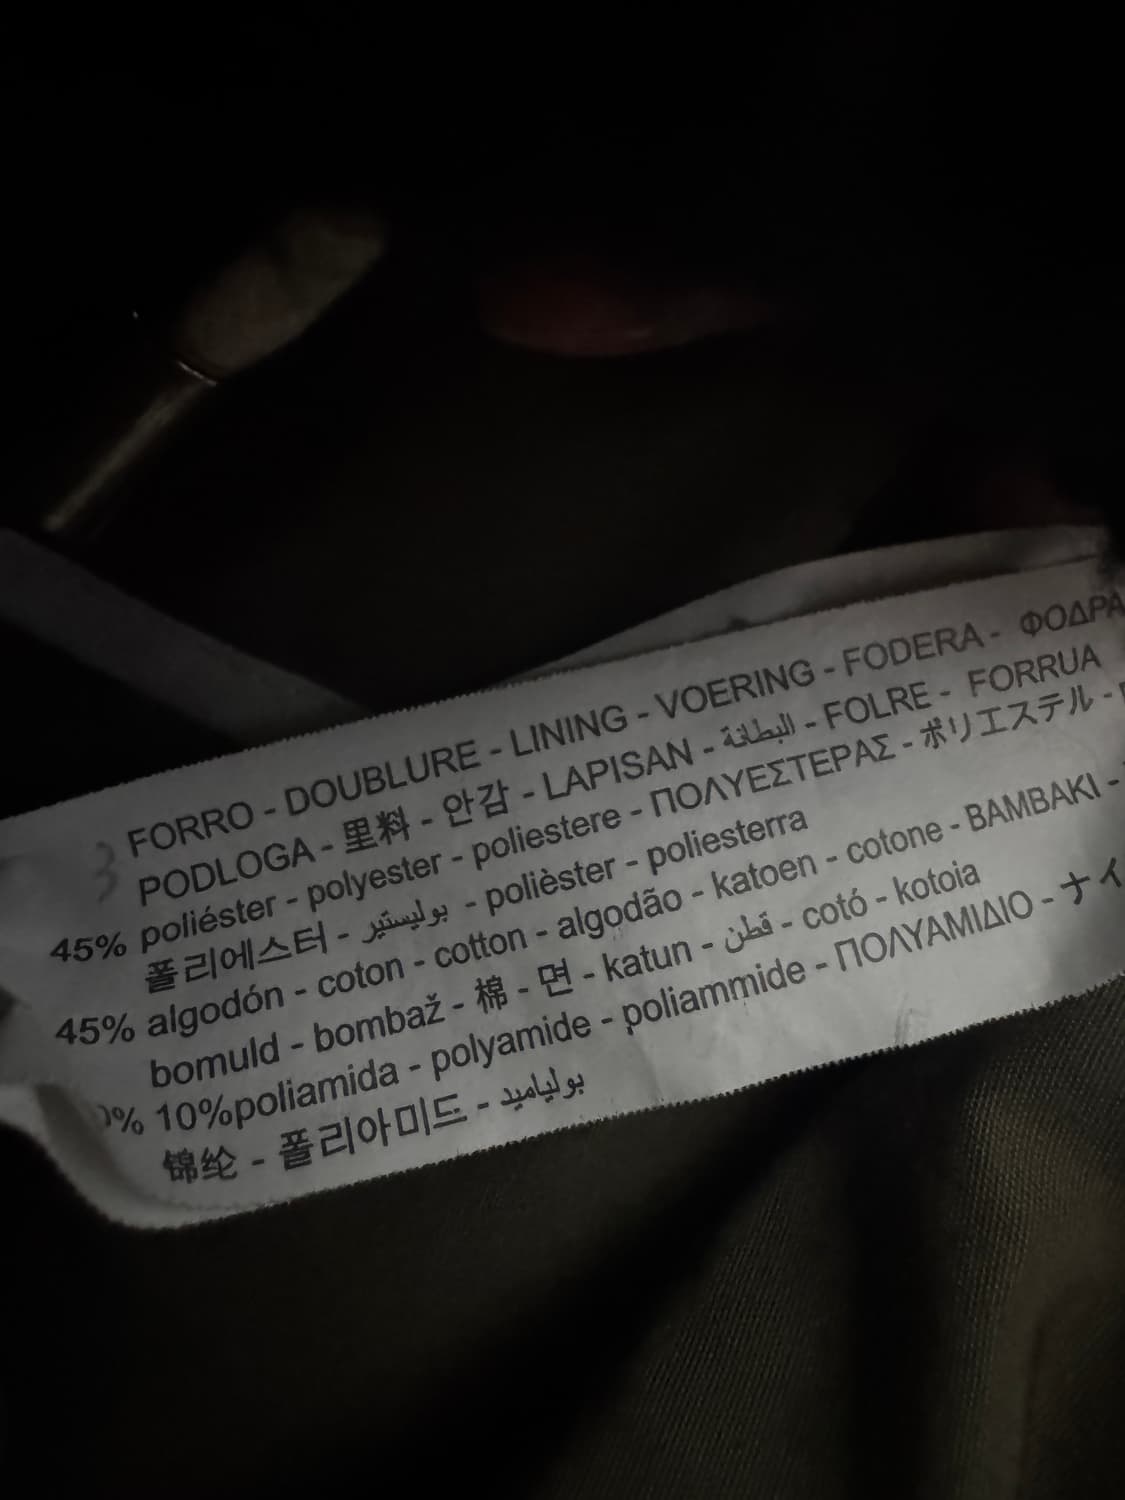 FORRO - DOUBLURE - LINING - VOERING - FODERA - ΦΟΔΡΑ
PODLOGA - 里料 - 안감 - LAPISAN - البطانة - FOLRE - FORRUA
45% poliéster - polyester - poliestere - ΠΟΛΥΕΣΤΕΡΑΣ - ポリエステル -
폴리에스터 - بوليستير - polièster - poliesterra
45% algodón - coton - cotton - algodão - katoen - cotone - BAMBAKI -
bomuld - bombaž - 棉 - 면 - katun - قطن - cotó - kotoia
% 10%poliamida - polyamide - poliammide - ΠΟΛΥΑΜΙΔΙΟ - ナイ
锦纶 - 폴리아미드 - بولياميد